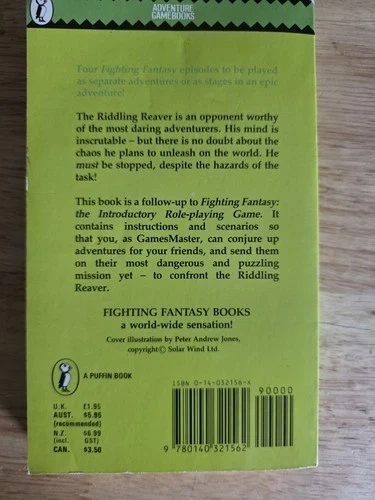 ADVENTURE
GAMEBOOKS
Four Fighting Fantasy episodes to be played
as separate adventures or as stages in an epic
adventure!
The Riddling Reaver is an opponent worthy
of the most daring adventurers. His mind is
inscrutable – but there is no doubt about the
chaos he plans to unleash on the world. He
must be stopped, despite the hazards of the
task!
This book is a follow-up to Fighting Fantasy:
the Introductory Role-playing Game. It
contains instructions and scenarios so
that you, as GamesMaster, can conjure up
adventures for your friends, and send them
on their most dangerous and puzzling
mission yet – to confront the Riddling
Reaver.
FIGHTING FANTASY BOOKS
a world-wide sensation!
Cover illustration by Peter Andrew Jones,
copyright © Solar Wind Ltd.
A PUFFIN BOOK
U.K. £1.95
AUST. $5.95
(recommended)
N.Z. $6.99
(incl. GST)
CAN. $3.50
ISBN 0-14-032156-X
90000
9 780140 321562